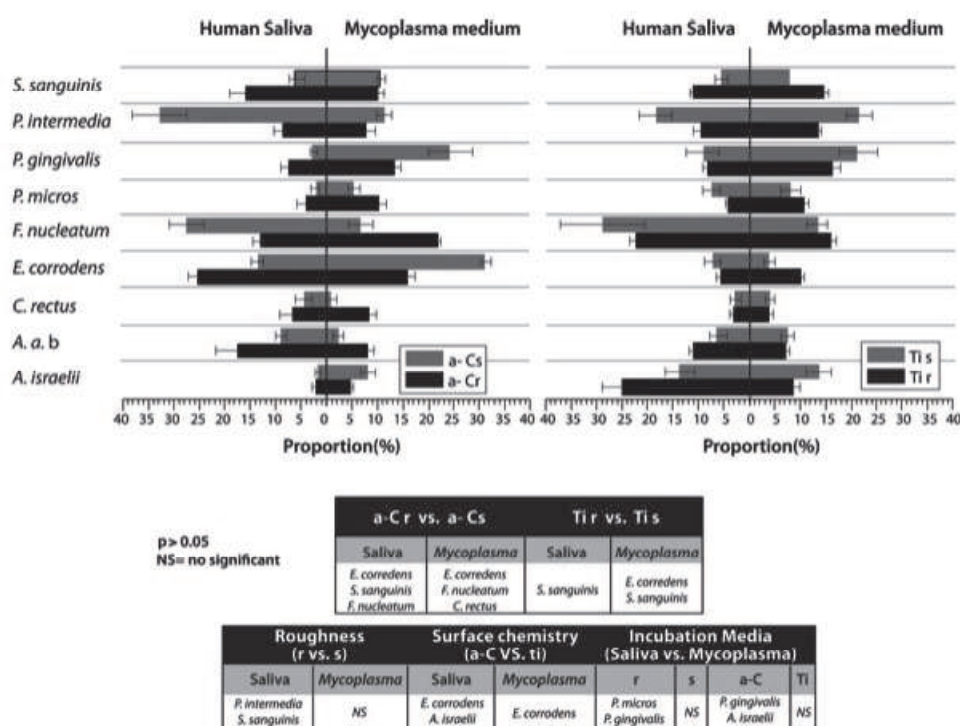 Human Saliva Mycoplasma medium Human Saliva Mycoplasma medium
S. sanguinis
P. intermedia
P. gingivalis
P. micros
F. nucleatum
E. corrodens
C. rectus
A. a. b
A. israelii
a- Cs
a- Cr
Ti s
Ti r
40 35 30 25 20 15 10 5 0 5 10 15 20 25 30 35 40 40 35 30 25 20 15 10 5 0 5 10 15 20 25 30 35 40
Proportion(%) Proportion(%)
p> 0.05
NS= no significant
a-C r vs. a- Cs Ti r vs. Ti s
Saliva Mycoplasma Saliva Mycoplasma
E. corredens E. corredens S. sanguinis E. corredens
S. sanguinis F. nucleatum S. sanguinis
F. nucleatum C. rectus
Roughness Surface chemistry Incubation Media
(r vs. s) (a-C VS. ti) (Saliva vs. Mycoplasma)
Saliva Mycoplasma Saliva Mycoplasma r s a-C Ti
P. intermedia NS E. corrodens E. corrodens P. micros NS P. gingivalis NS
S. sanguinis A. israelii P. gingivalis A. israelii